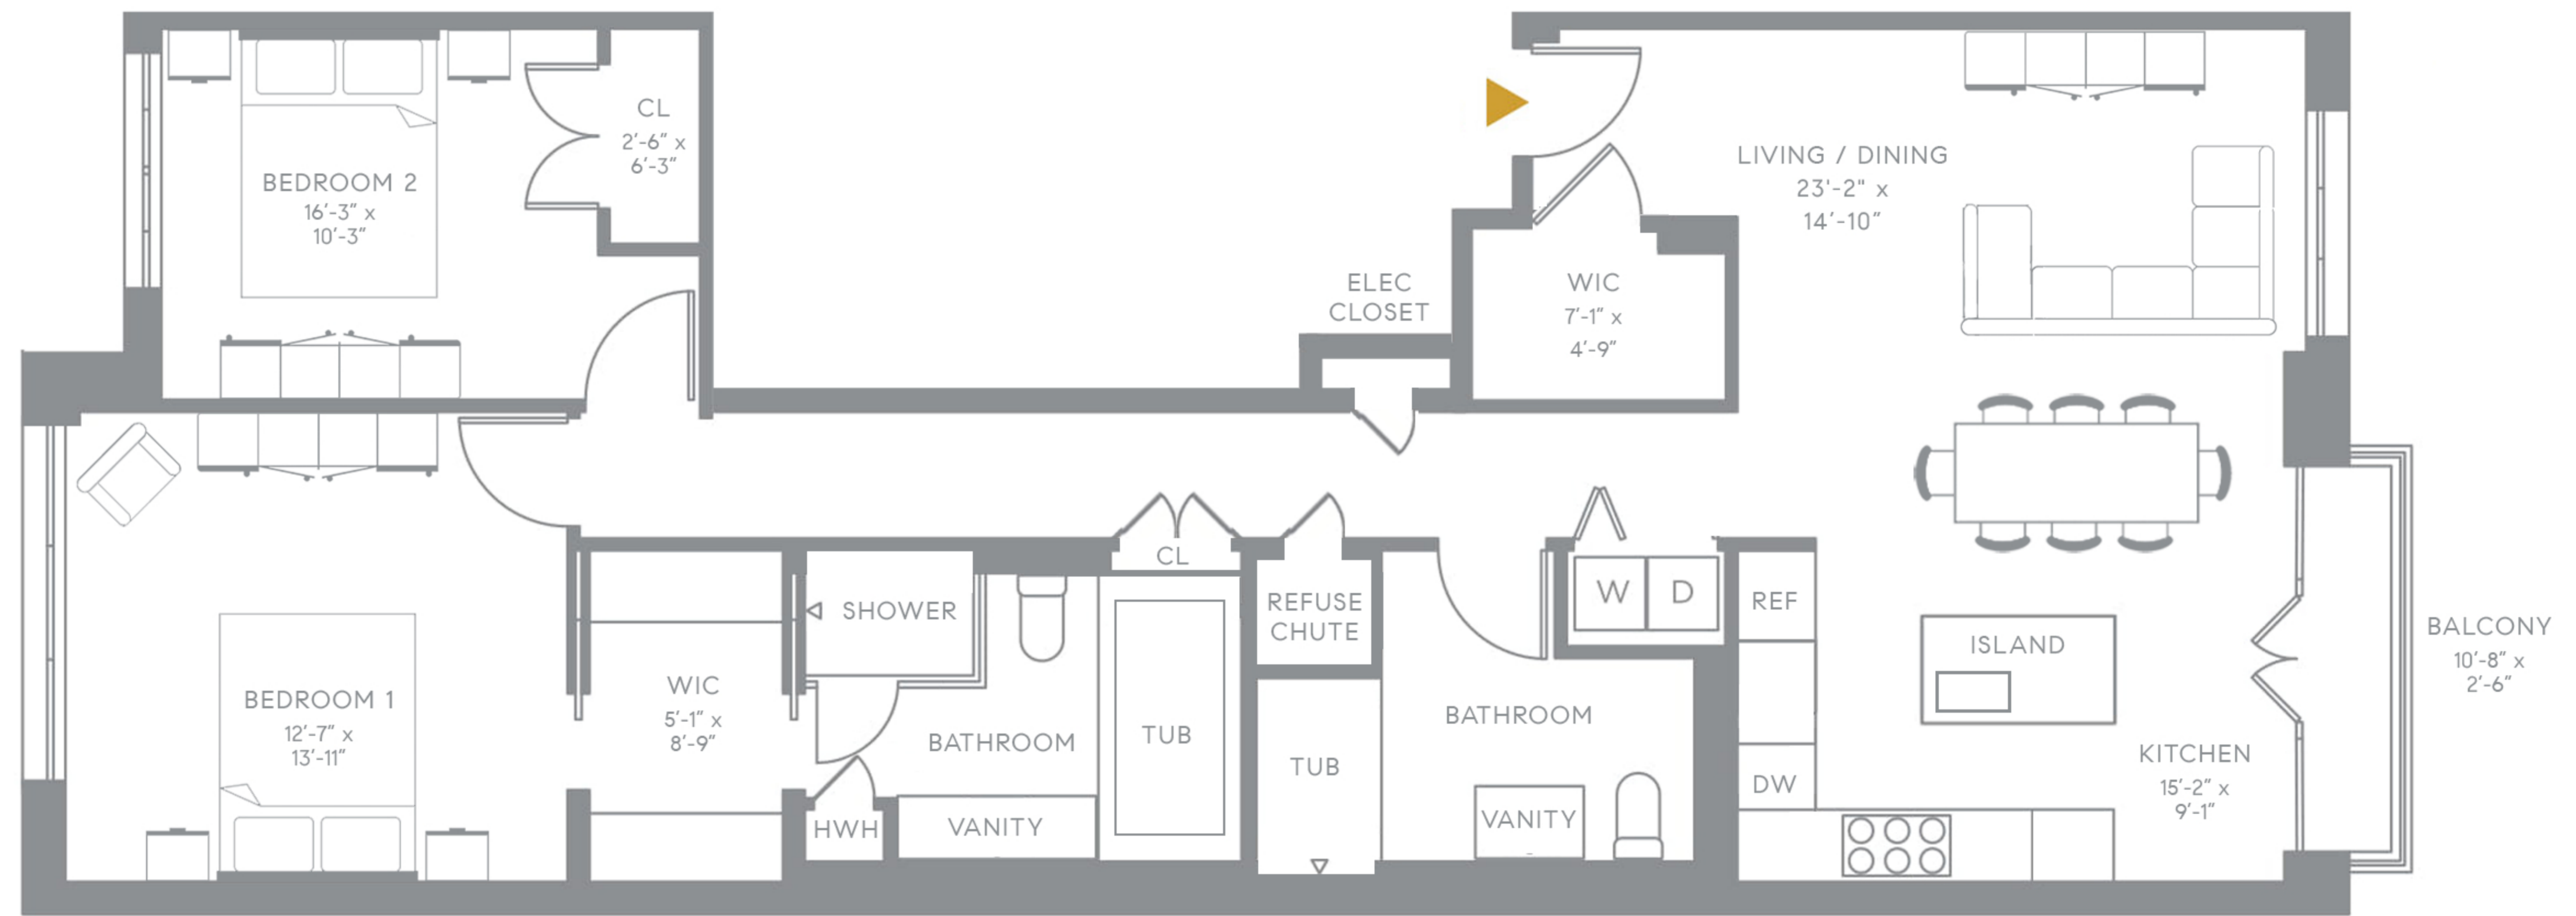 CL
2'-6" x
6'-3"
BEDROOM 2
16'-3" x
10'-3"
LIVING / DINING
23'-2" x
14'-10"
ELEC
CLOSET
WIC
7'-1" x
4'-9"
CL
SHOWER
REFUSE
CHUTE
W
D
REF
ISLAND
BALCONY
10'-8" x
2'-6"
BEDROOM 1
12'-7" x
13'-11"
WIC
5'-1" x
8'-9"
BATHROOM
TUB
TUB
BATHROOM
KITCHEN
15'-2" x
9'-1"
DW
HWH
VANITY
VANITY